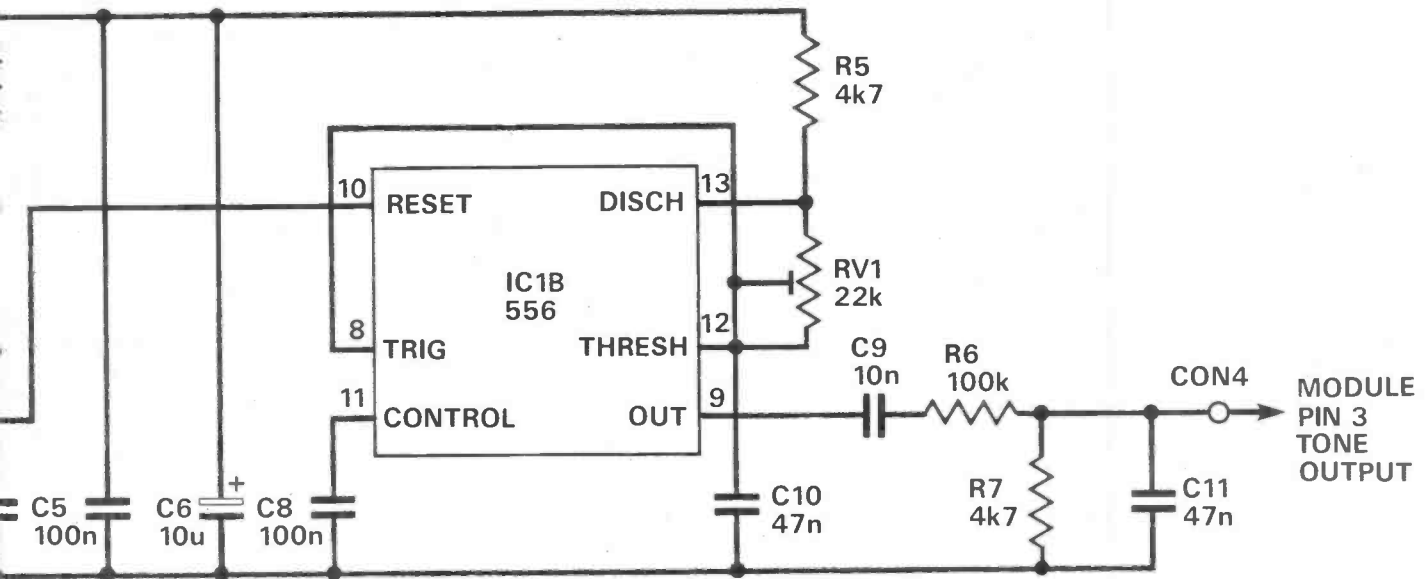 R5
4k7
10
RESET
DISCH
13
IC1B
556
RV1
22k
8
TRIG
THRESH
12
11
CONTROL
OUT
9
C9
10n
R6
100k
CON4
MODULE
PIN 3
TONE
OUTPUT
C5
100n
C6
10u
+
C8
100n
C10
47n
R7
4k7
C11
47n